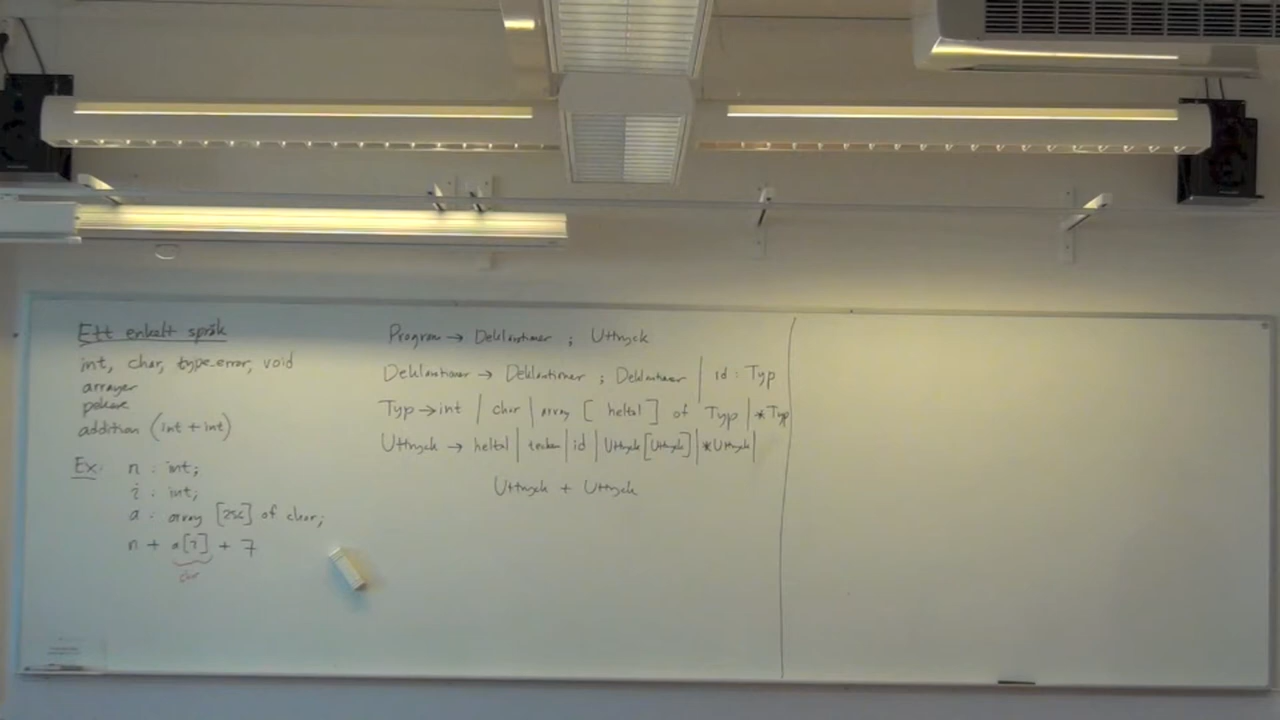 Ett enkelt språk
int, char, type_error, void
arrayer
pekare
addition (int + int)
Ex: n : int;
i : int;
a : array [256] of char;
n + a[i] + 7
char
Program → Deklarationer ; Uttryck
Deklarationer → Deklarationer ; Deklarationer | id : Typ
Typ → int | char | array [ heltal ] of Typ | *Typ
Uttryck → heltal | tecken | id | Uttryck[Uttryck] | *Uttryck |
Uttryck + Uttryck